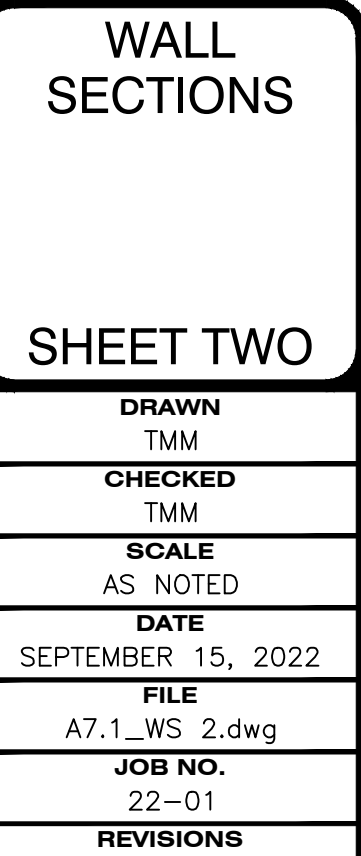 WALL
SECTIONS
SHEET TWO
DRAWN
TMM
CHECKED
TMM
SCALE
AS NOTED
DATE
SEPTEMBER 15, 2022
FILE
A7.1_WS 2.dwg
JOB NO.
22-01
REVISIONS